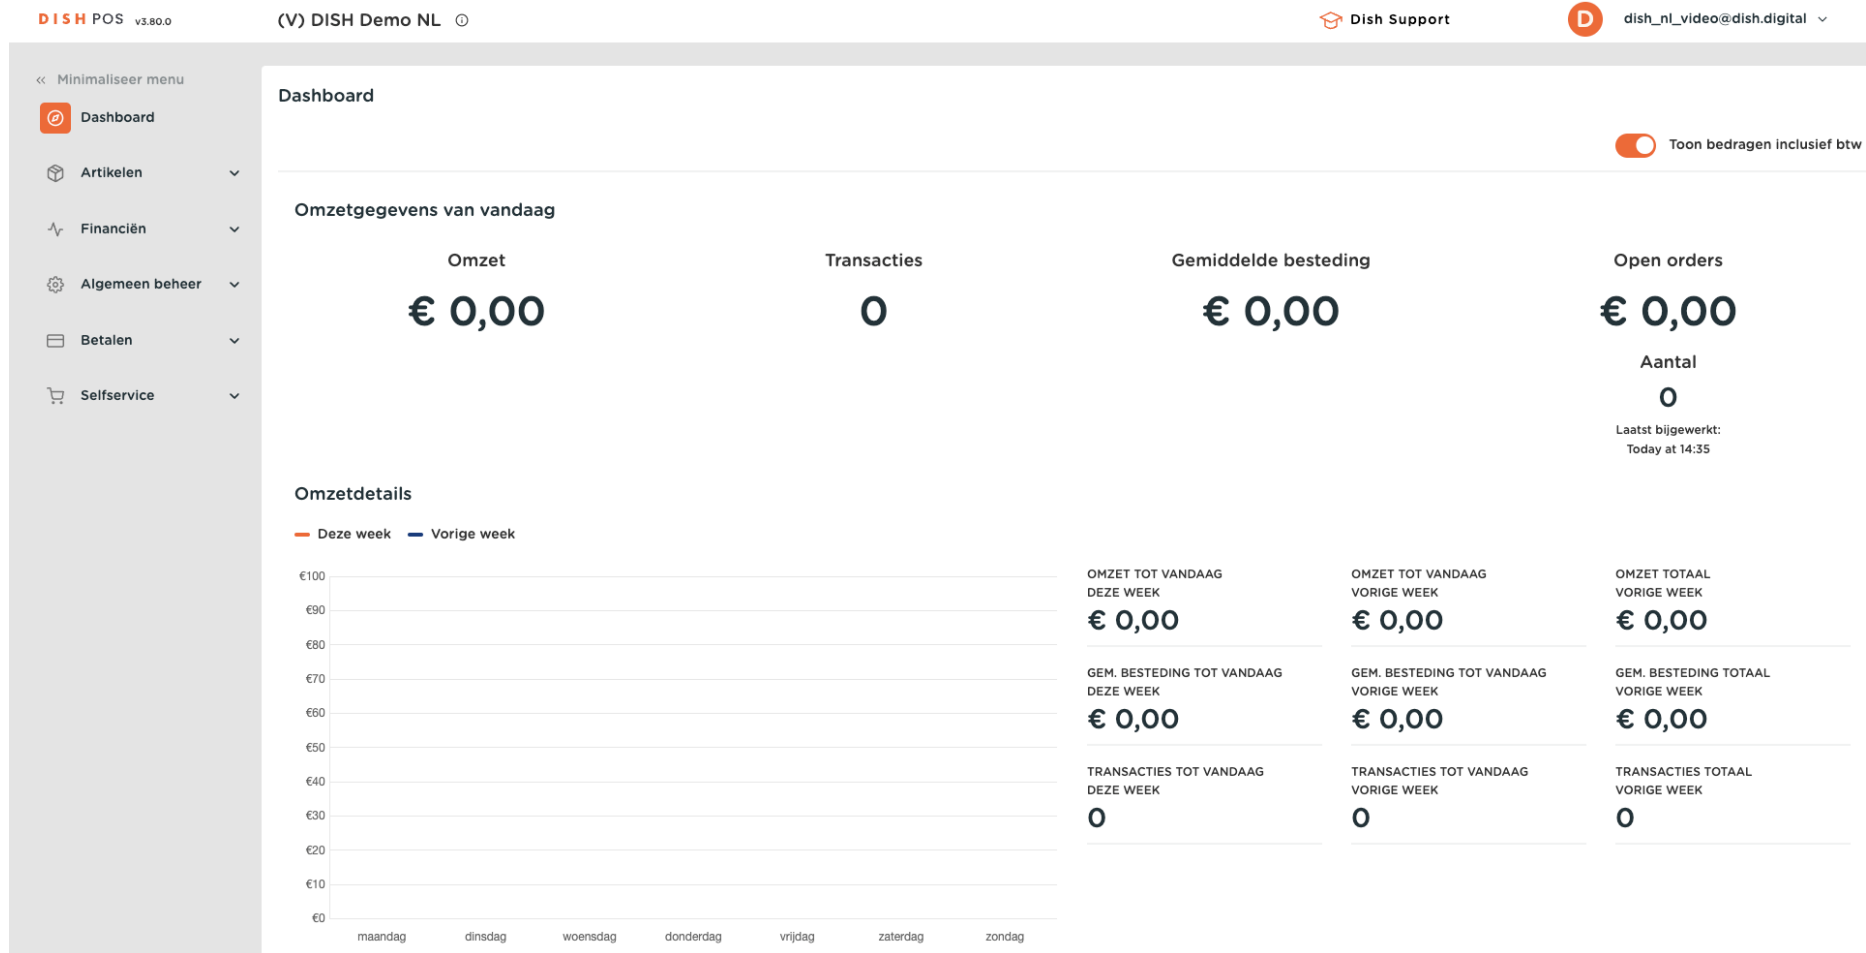 DISH POS v3.80.0
(V) DISH Demo NL
Dish Support
D
dish_nl_video@dish.digital
Minimaliseer menu
Dashboard
Artikelen
Financiën
Algemeen beheer
Betalen
Selfservice
Dashboard
Toon bedragen inclusief btw
Omzetgegevens van vandaag
Omzet
€ 0,00
Transacties
0
Gemiddelde besteding
€ 0,00
Open orders
€ 0,00
Aantal
0
Laatst bijgewerkt:
Today at 14:35
Omzetdetails
Deze week
Vorige week
€100
€90
€80
€70
€60
€50
€40
€30
€20
€10
€0
maandag
dinsdag
woensdag
donderdag
vrijdag
zaterdag
zondag
OMZET TOT VANDAAG
DEZE WEEK
€ 0,00
OMZET TOT VANDAAG
VORIGE WEEK
€ 0,00
OMZET TOTAAL
VORIGE WEEK
€ 0,00
GEM. BESTEDING TOT VANDAAG
DEZE WEEK
€ 0,00
GEM. BESTEDING TOT VANDAAG
VORIGE WEEK
€ 0,00
GEM. BESTEDING TOTAAL
VORIGE WEEK
€ 0,00
TRANSACTIES TOT VANDAAG
DEZE WEEK
0
TRANSACTIES TOT VANDAAG
VORIGE WEEK
0
TRANSACTIES TOTAAL
VORIGE WEEK
0